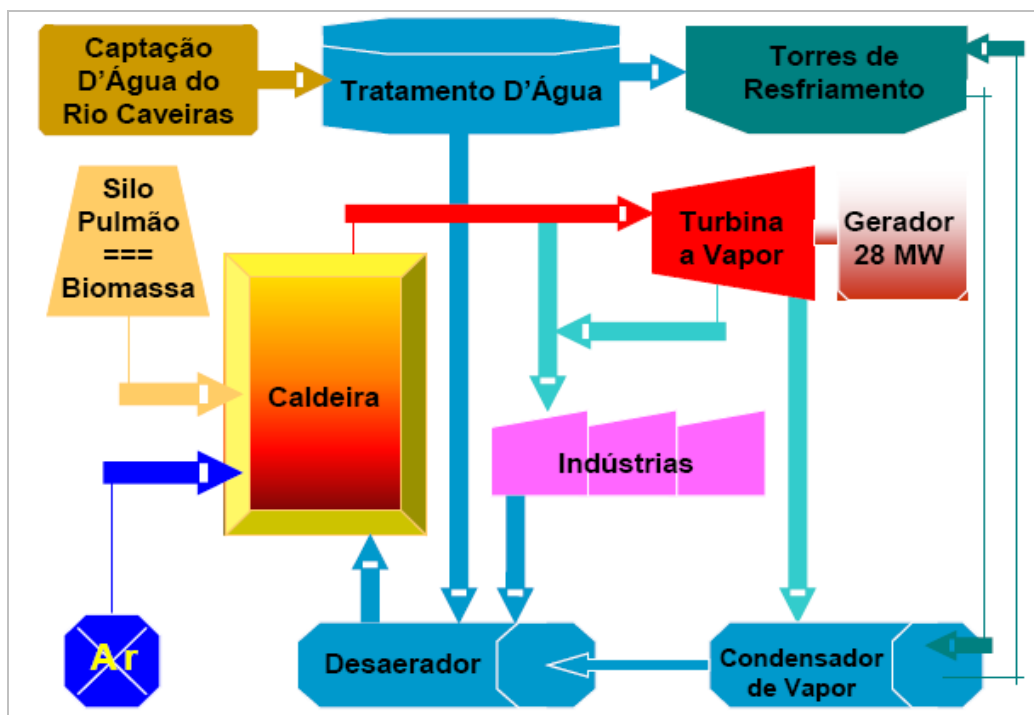 Captação
D'Água do
Rio Caveiras
Tratamento D'Água
Torres de
Resfriamento
Silo
Pulmão
===
Biomassa
Turbina
a Vapor
Gerador
28 MW
Caldeira
Indústrias
Ar
Desaerador
Condensador
de Vapor